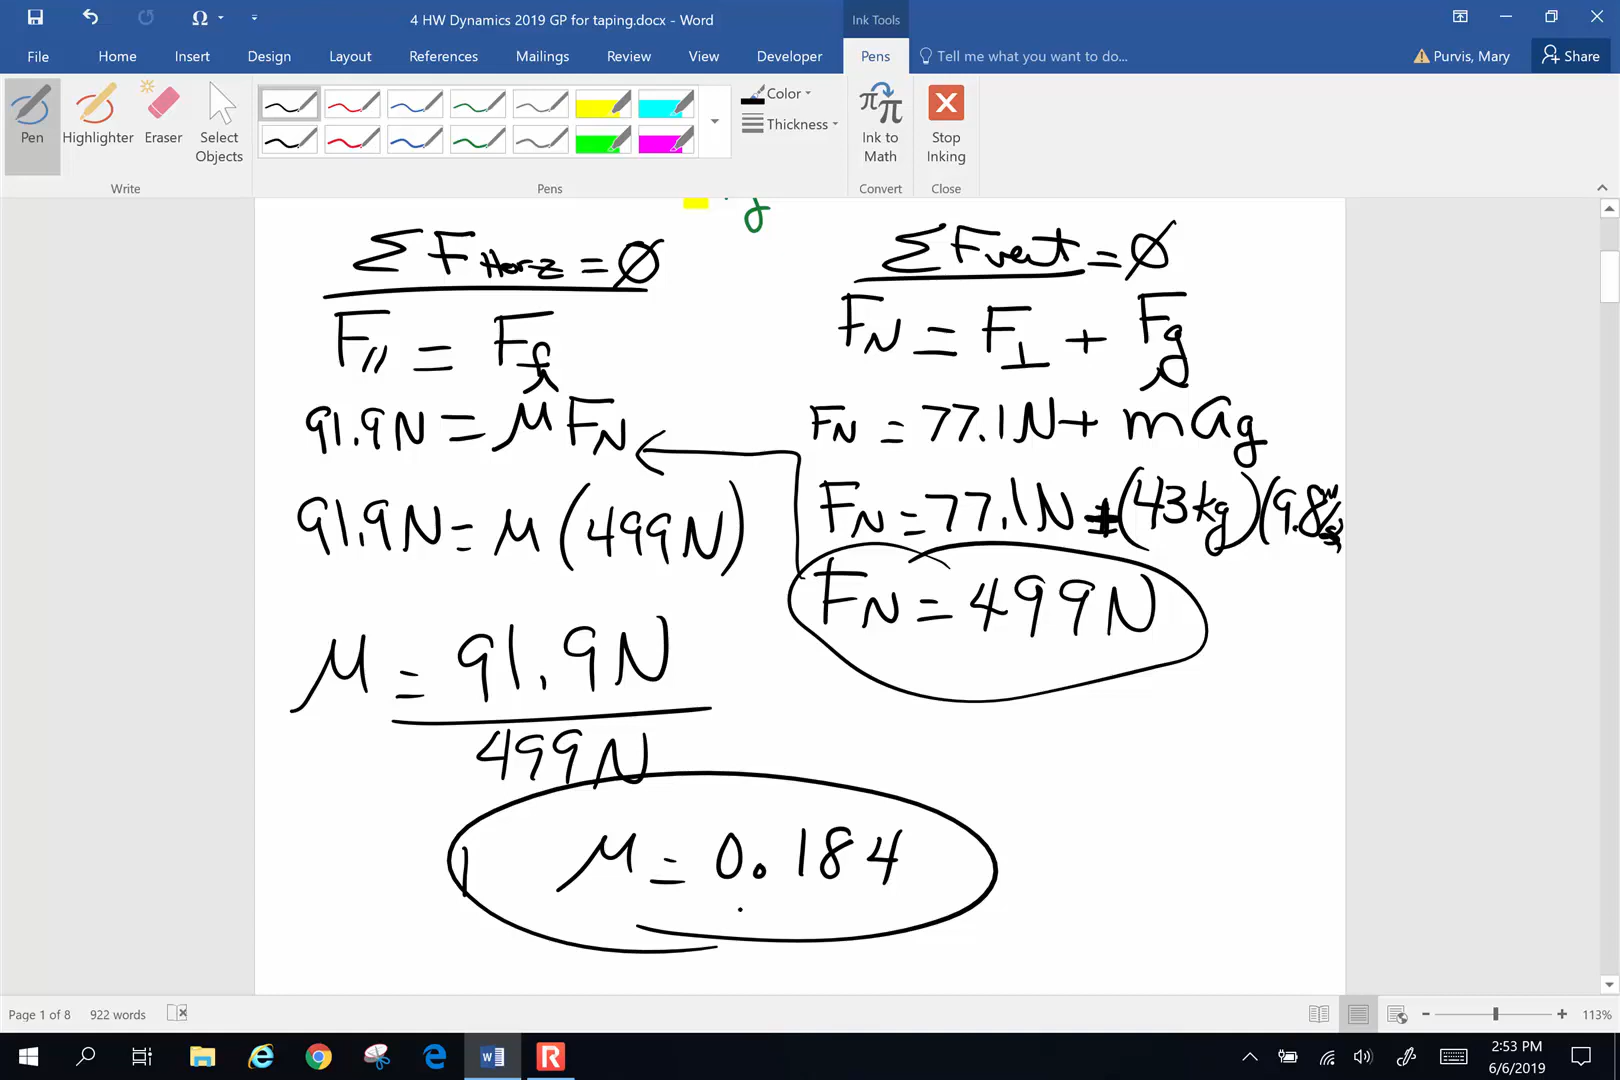 4 HW Dynamics 2019 GP for taping.docx - Word
Ink Tools
File Home Insert Design Layout References Mailings Review View Developer Pens Tell me what you want to do... Purvis, Mary Share
Pen Highlighter Eraser Select Objects
Color
Thickness
Ink to Math
Stop Inking
Write Pens Convert Close
g
ΣF Horz = ∅
F// = Ff
91.9N = μFN
91.9N = μ(499N)
μ = 91.9N
499N
μ = 0.184
ΣFvert = ∅
FN = F⊥ + Fg
FN = 77.1N + mag
FN = 77.1N + (43kg)(9.8
FN = 499N
Page 1 of 8 922 words 113%
2:53 PM
6/6/2019